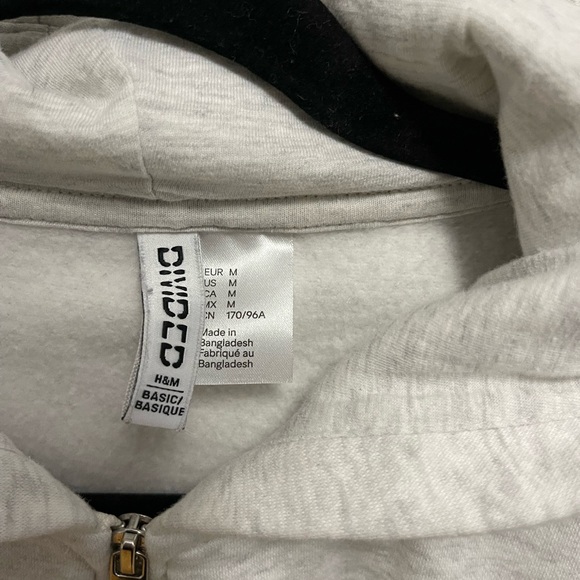 DIVIDED
H&M
BASIC/
BASIQUE
EUR M
US M
CA M
MX M
CN 170/96A
Made in
Bangladesh
Fabriqué au
Bangladesh